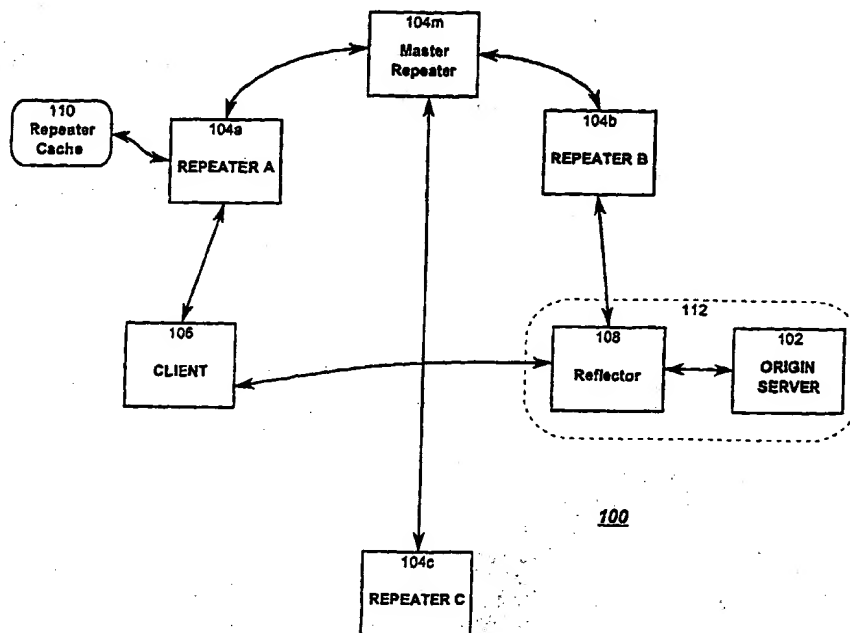 104m
Master
Repeater
110
Repeater
Cache
104a
REPEATER A
104b
REPEATER B
112
106
CLIENT
108
Reflector
102
ORIGIN
SERVER
100
104c
REPEATER C